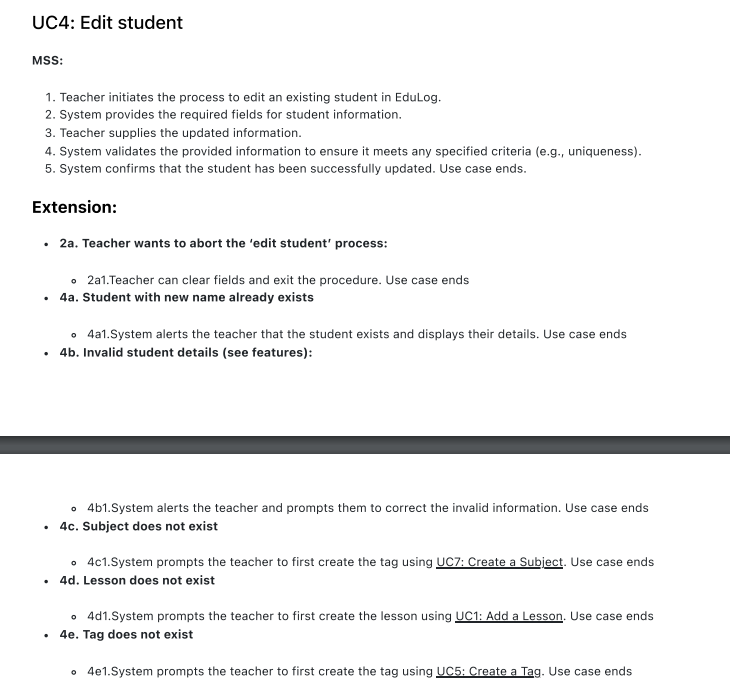 UC4: Edit student
MSS:
1. Teacher initiates the process to edit an existing student in EduLog.
2. System provides the required fields for student information.
3. Teacher supplies the updated information.
4. System validates the provided information to ensure it meets any specified criteria (e.g., uniqueness).
5. System confirms that the student has been successfully updated. Use case ends.
Extension:
• 2a. Teacher wants to abort the ‘edit student’ process:
◦ 2a1.Teacher can clear fields and exit the procedure. Use case ends
• 4a. Student with new name already exists
◦ 4a1.System alerts the teacher that the student exists and displays their details. Use case ends
• 4b. Invalid student details (see features):
◦ 4b1.System alerts the teacher and prompts them to correct the invalid information. Use case ends
• 4c. Subject does not exist
◦ 4c1.System prompts the teacher to first create the tag using UC7: Create a Subject. Use case ends
• 4d. Lesson does not exist
◦ 4d1.System prompts the teacher to first create the lesson using UC1: Add a Lesson. Use case ends
• 4e. Tag does not exist
◦ 4e1.System prompts the teacher to first create the tag using UC5: Create a Tag. Use case ends